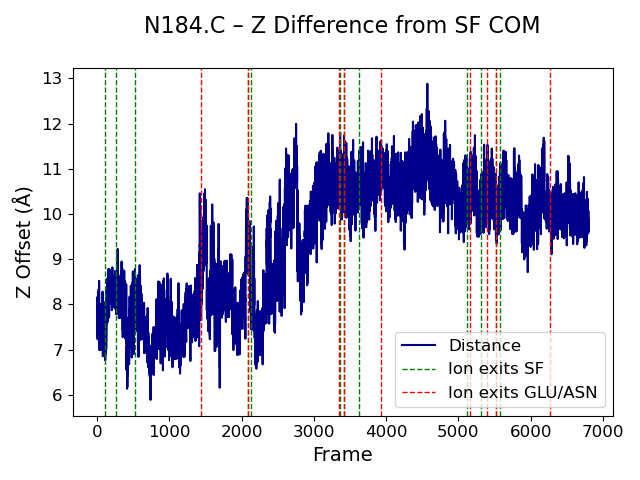 N184.C – Z Difference from SF COM
13
12
11
10
9
8
7
6
Z Offset (Å)
Distance
Ion exits SF
Ion exits GLU/ASN
0 1000 2000 3000 4000 5000 6000 7000
Frame